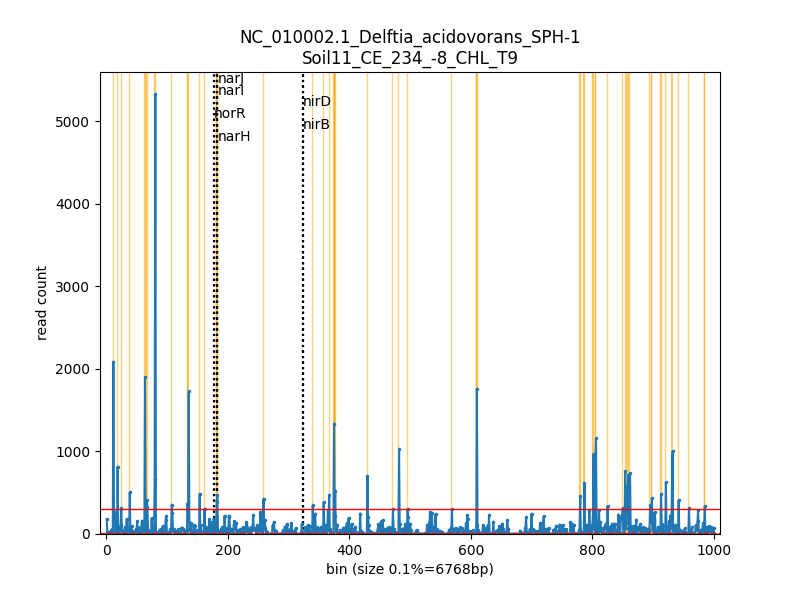 NC_010002.1_Delftia_acidovorans_SPH-1
Soil11_CE_234_-8_CHL_T9
narJ
narI
norR
narH
nirD
nirB
read count
5000
4000
3000
2000
1000
0
0 200 400 600 800 1000
bin (size 0.1%=6768bp)